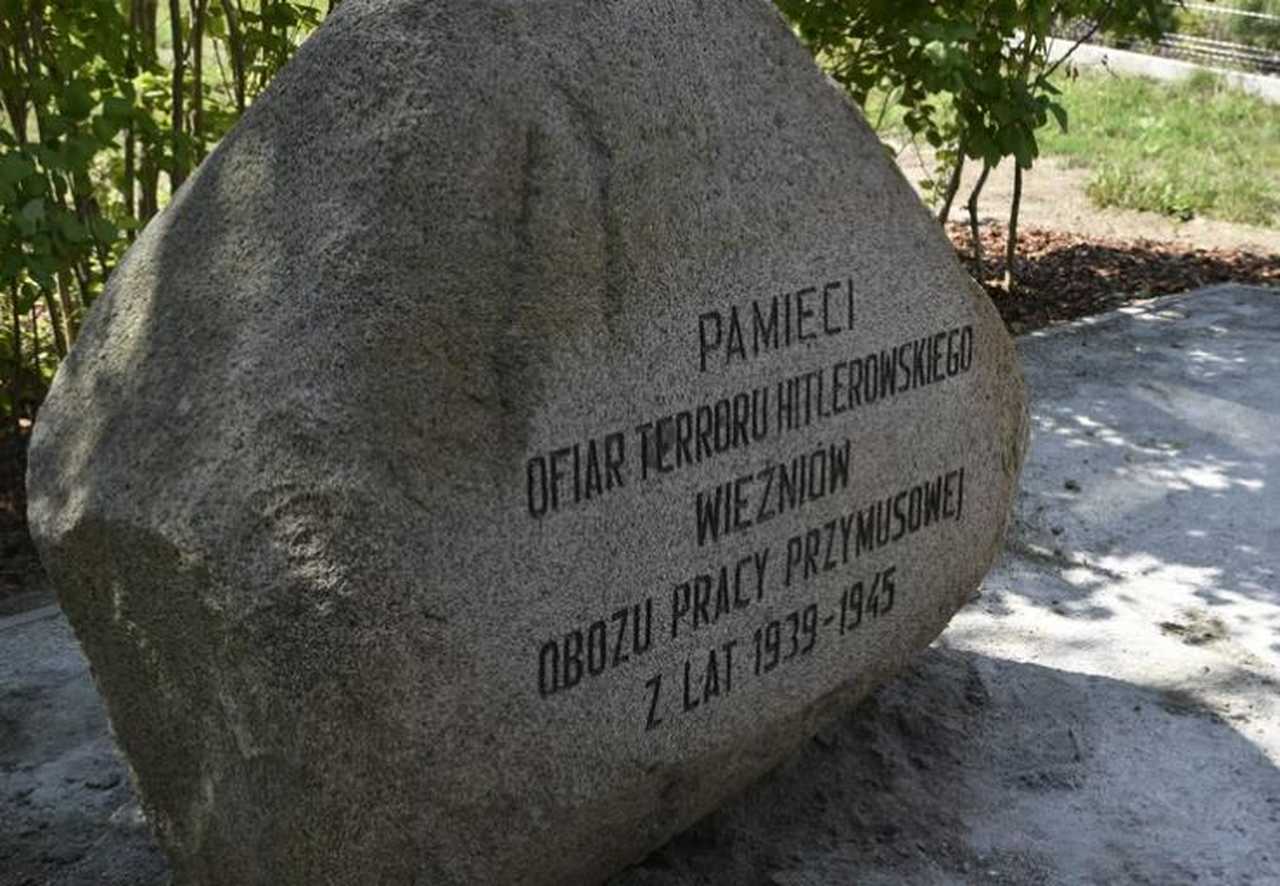 PAMIĘCI
OFIAR TERRORU HITLEROWSKIEGO
WIĘŹNIÓW
OBOZU PRACY PRZYMUSOWEJ
Z LAT 1939-1945